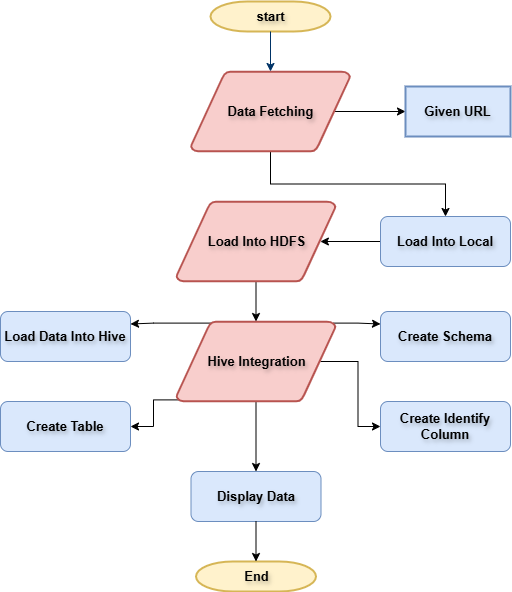 start
Data Fetching
Given URL
Load Into HDFS
Load Into Local
Load Data Into Hive
Hive Integration
Create Schema
Create Table
Create Identify
Column
Display Data
End